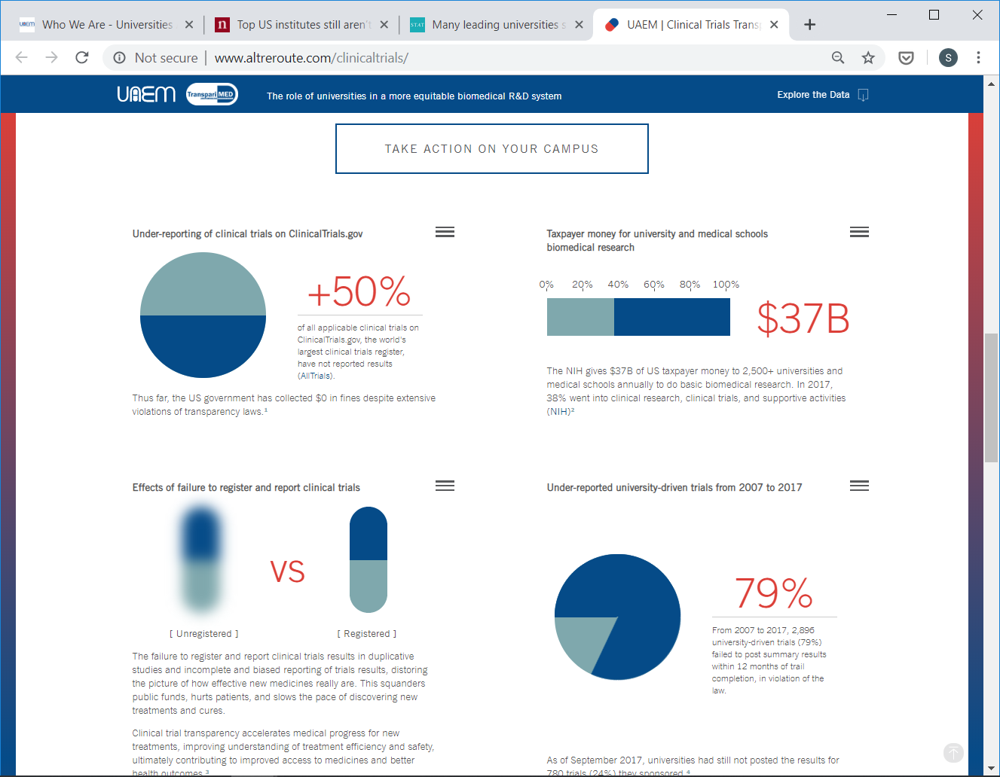 UAEM
Who We Are - Universities
n
Top US institutes still aren't
STAT
Many leading universities s
UAEM | Clinical Trials Transp
Not secure
www.altreroute.com/clinicaltrials/
S
UAEM
TranspariMED
The role of universities in a more equitable biomedical R&D system
Explore the Data
TAKE ACTION ON YOUR CAMPUS
Under-reporting of clinical trials on ClinicalTrials.gov
+50%
of all applicable clinical trials on
ClinicalTrials.gov, the world's
largest clinical trials register,
have not reported results
(AllTrials).
Thus far, the US government has collected $0 in fines despite extensive
violations of transparency laws.¹
Taxpayer money for university and medical schools
biomedical research
0% 20% 40% 60% 80% 100%
$37B
The NIH gives $37B of US taxpayer money to 2,500+ universities and
medical schools annually to do basic biomedical research. In 2017,
38% went into clinical research, clinical trials, and supportive activities
(NIH)²
Effects of failure to register and report clinical trials
VS
[ Unregistered ]
[ Registered ]
The failure to register and report clinical trials results in duplicative
studies and incomplete and biased reporting of trials results, distoring
the picture of how effective new medicines really are. This squanders
public funds, hurts patients, and slows the pace of discovering new
treatments and cures.
Clinical trial transparency accelerates medical progress for new
treatments, improving understanding of treatment efficiency and safety,
ultimately contributing to improved access to medicines and better
health outcomes.³
Under-reported university-driven trials from 2007 to 2017
79%
From 2007 to 2017, 2,896
university-driven trials (79%)
failed to post summary results
within 12 months of trail
completion, in violation of the
law.
As of September 2017, universities had still not posted the results for
780 trials (24%) they sponsored.⁴